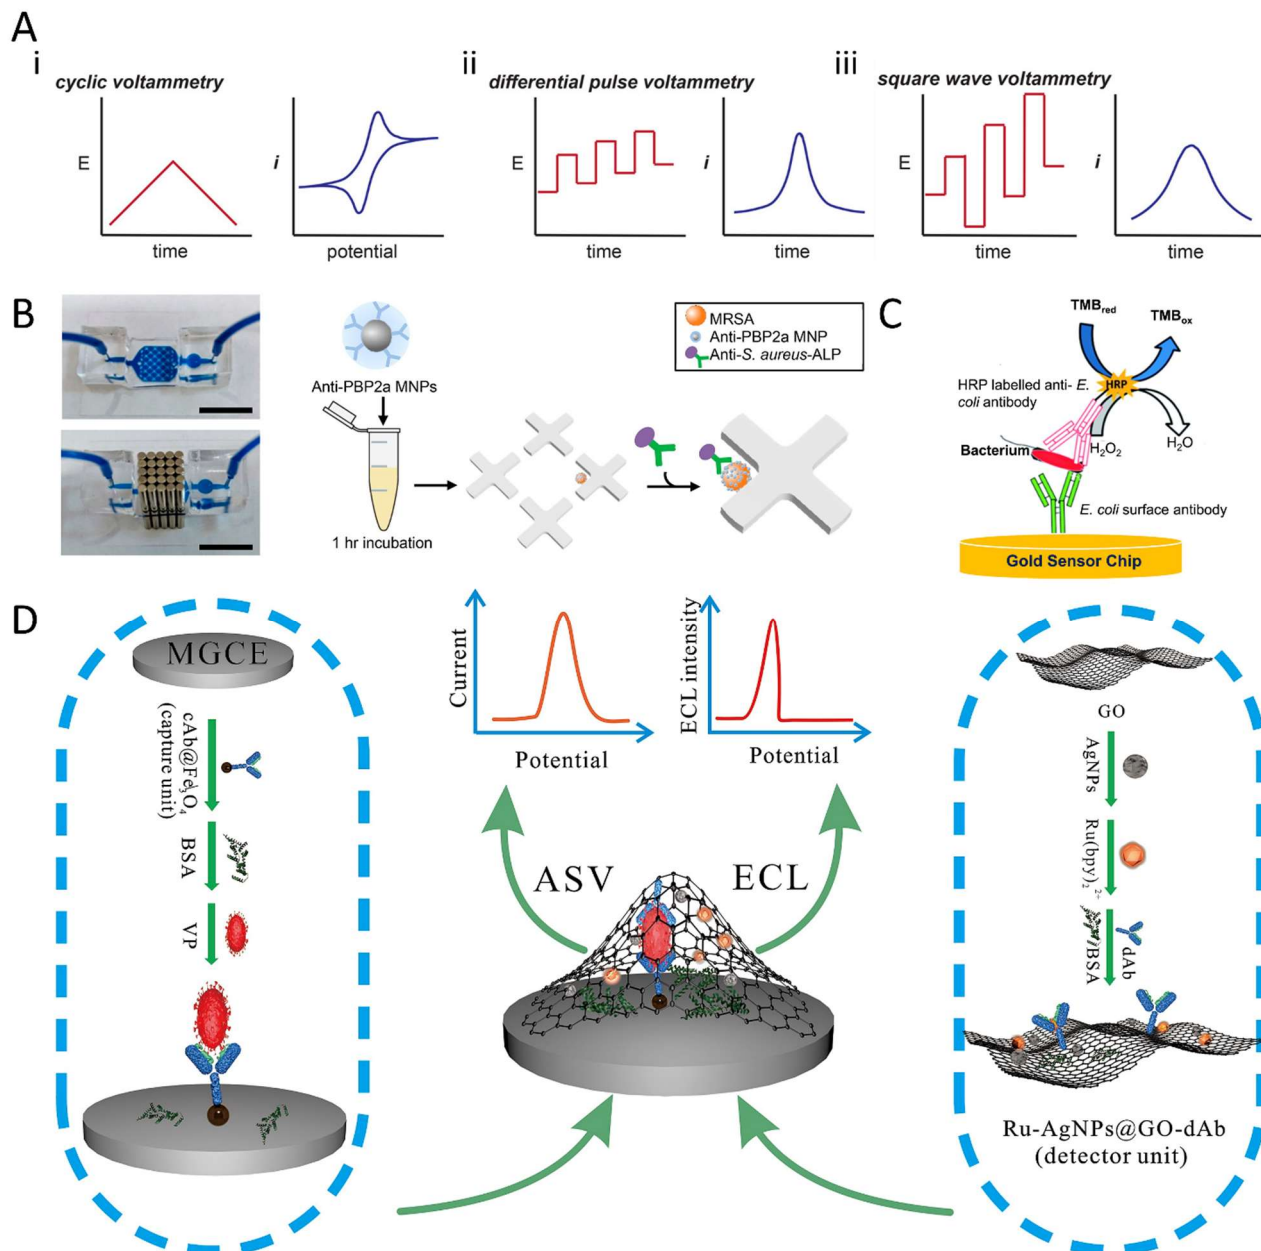 A
i
cyclic voltammetry
E
time
i
potential
ii
differential pulse voltammetry
E
time
i
time
iii
square wave voltammetry
E
time
i
time
B
Anti-PBP2a MNPs
1 hr incubation
MRSA
Anti-PBP2a MNP
Anti-S. aureus-ALP
C
TMBred
TMBox
HRP labelled anti- E.
coli antibody
HRP
Bacterium
H2O2
H2O
E. coli surface antibody
Gold Sensor Chip
D
MGCE
cAb@Fe3O4
(capture unit)
BSA
VP
Current
Potential
ECL intensity
Potential
ASV
ECL
GO
AgNPs
Ru(bpy)2 2+
BSA
dAb
Ru-AgNPs@GO-dAb
(detector unit)